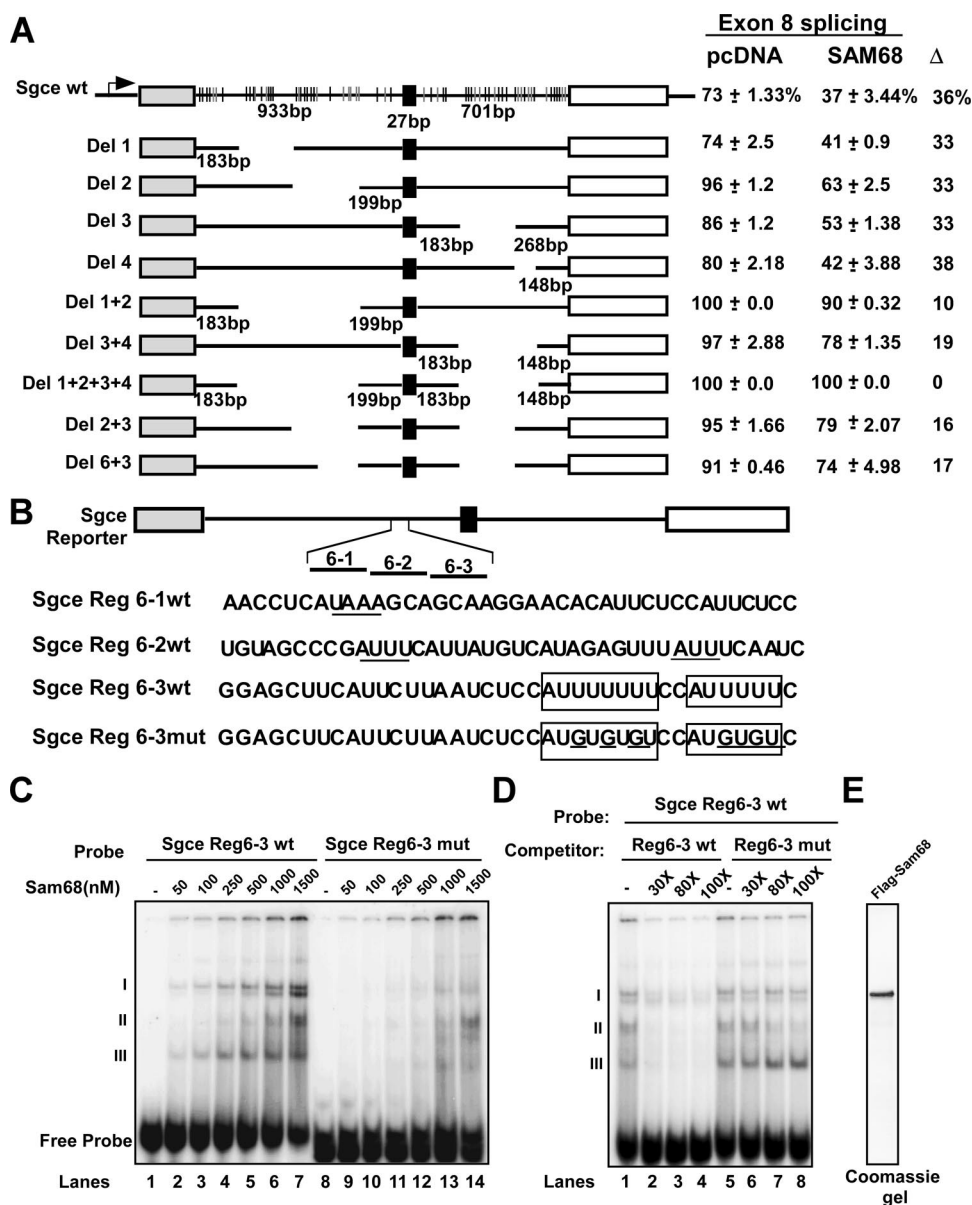 A
Exon 8 splicing
pcDNA SAM68 Δ
Sgce wt 933bp 27bp 701bp 73 ± 1.33% 37 ± 3.44% 36%
Del 1 183bp 74 ± 2.5 41 ± 0.9 33
Del 2 199bp 96 ± 1.2 63 ± 2.5 33
Del 3 183bp 268bp 86 ± 1.2 53 ± 1.38 33
Del 4 148bp 80 ± 2.18 42 ± 3.88 38
Del 1+2 183bp 199bp 100 ± 0.0 90 ± 0.32 10
Del 3+4 183bp 148bp 97 ± 2.88 78 ± 1.35 19
Del 1+2+3+4 183bp 199bp 183bp 148bp 100 ± 0.0 100 ± 0.0 0
Del 2+3 95 ± 1.66 79 ± 2.07 16
Del 6+3 91 ± 0.46 74 ± 4.98 17
B
Sgce
Reporter
6-1 6-2 6-3
Sgce Reg 6-1wt AACCUCAUAAAGCAGCAAGGAACACAUUCUCCAUUCUCC
Sgce Reg 6-2wt UGUAGCCCGAUUUCAUUAUGUCAUAGAGUUUAUUUCAAUC
Sgce Reg 6-3wt GGAGCUUCAUUCUUAAUCUCCAUUUUUUUCCAUUUUUC
Sgce Reg 6-3mut GGAGCUUCAUUCUUAAUCUCCAUGUGUGUCCAUGUGUC
C
Probe Sgce Reg6-3 wt Sgce Reg6-3 mut
Sam68(nM) - 50 100 250 500 1000 1500 - 50 100 250 500 1000 1500
I
II
III
Free Probe
Lanes 1 2 3 4 5 6 7 8 9 10 11 12 13 14
D
Probe: Sgce Reg6-3 wt
Competitor: Reg6-3 wt Reg6-3 mut
- 30X 80X 100X - 30X 80X 100X
I
II
III
Lanes 1 2 3 4 5 6 7 8
E
Flag-Sam68
Coomassie
gel